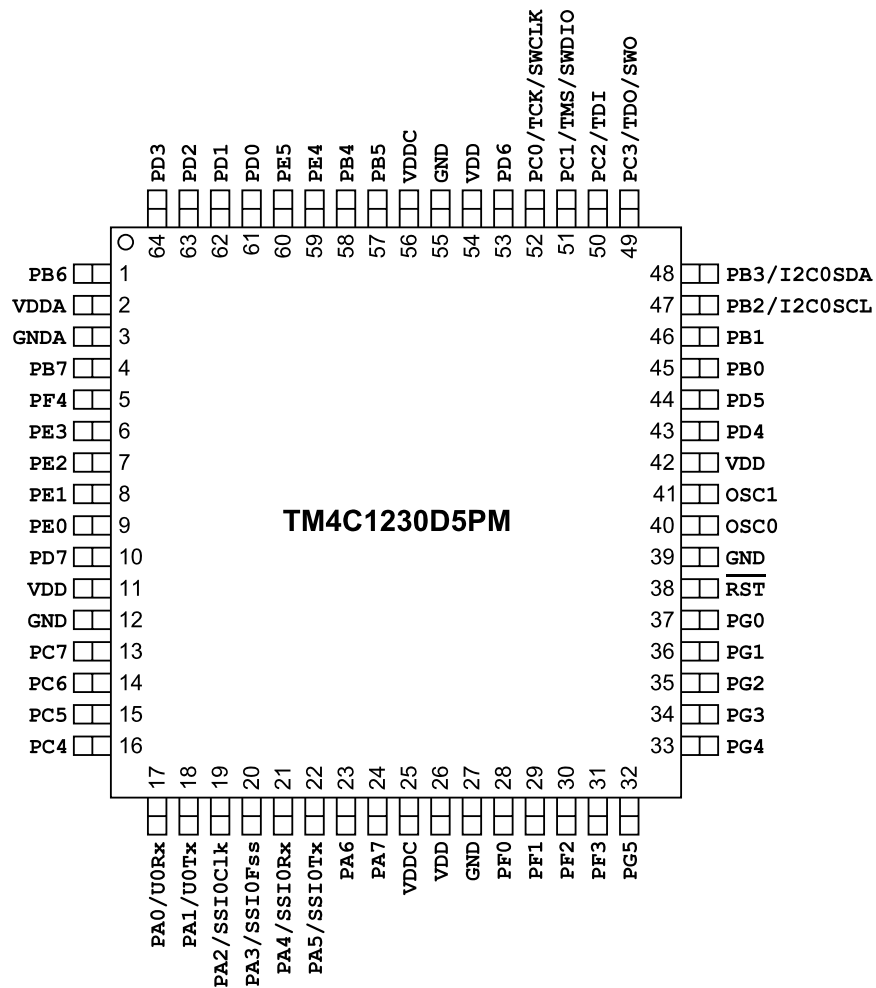 PD3
PD2
PD1
PD0
PE5
PE4
PB4
PB5
VDDC
GND
VDD
PD6
PC0/TCK/SWCLK
PC1/TMS/SWDIO
PC2/TDI
PC3/TDO/SWO
64
63
62
61
60
59
58
57
56
55
54
53
52
51
50
49
PB6 1
VDDA 2
GNDA 3
PB7 4
PF4 5
PE3 6
PE2 7
PE1 8
PE0 9
PD7 10
VDD 11
GND 12
PC7 13
PC6 14
PC5 15
PC4 16
TM4C1230D5PM
48 PB3/I2C0SDA
47 PB2/I2C0SCL
46 PB1
45 PB0
44 PD5
43 PD4
42 VDD
41 OSC1
40 OSC0
39 GND
38 RST
37 PG0
36 PG1
35 PG2
34 PG3
33 PG4
17
18
19
20
21
22
23
24
25
26
27
28
29
30
31
32
PA0/U0Rx
PA1/U0Tx
PA2/SSI0Clk
PA3/SSI0Fss
PA4/SSI0Rx
PA5/SSI0Tx
PA6
PA7
VDDC
VDD
GND
PF0
PF1
PF2
PF3
PG5